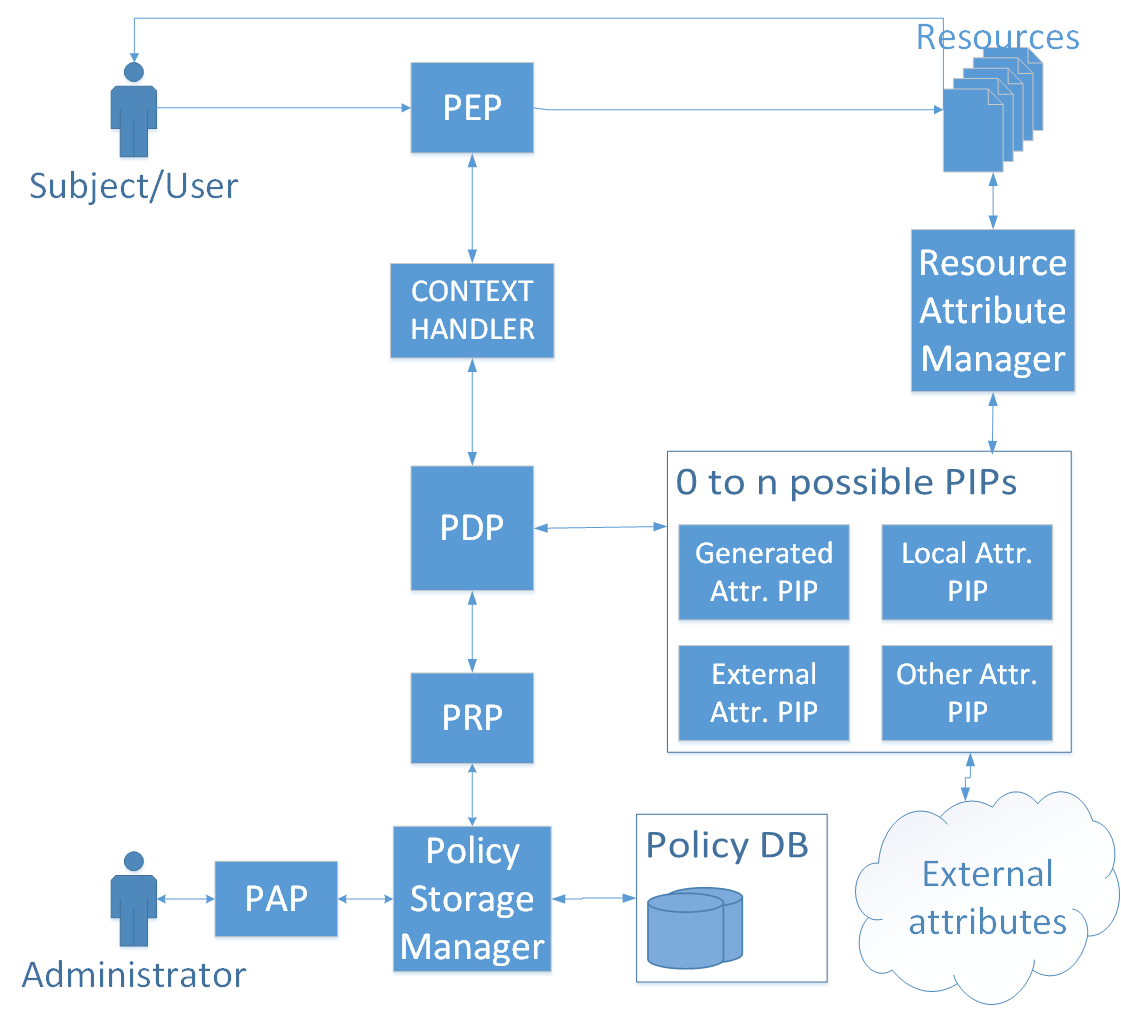 Resources
PEP
Subject/User
CONTEXT
HANDLER
Resource
Attribute
Manager
PDP
0 to n possible PIPs
Generated
Attr. PIP
Local Attr.
PIP
External
Attr. PIP
Other Attr.
PIP
PRP
Policy
Storage
Manager
Policy DB
External
attributes
PAP
Administrator